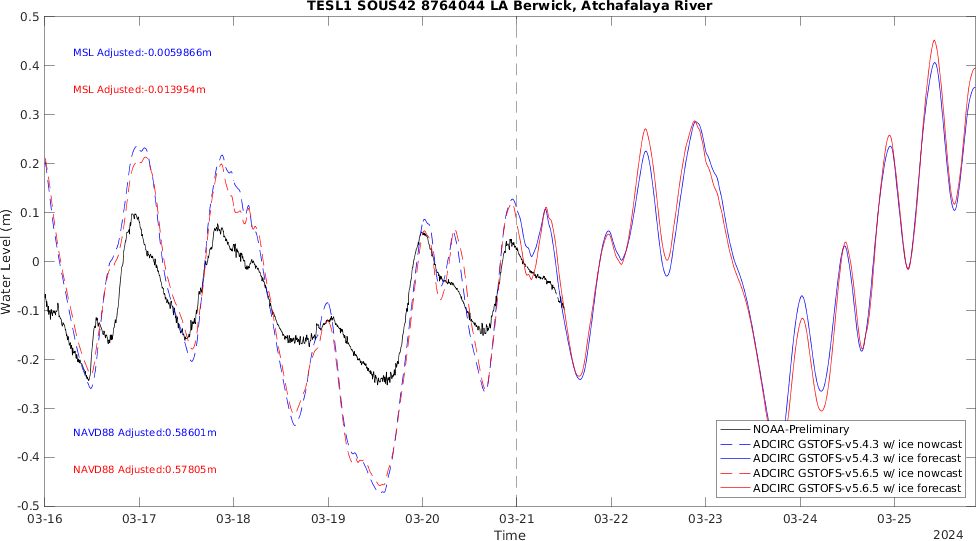 TESL1 SOUS42 8764044 LA Berwick, Atchafalaya River
0.5
0.4
0.3
0.2
0.1
0
-0.1
-0.2
-0.3
-0.4
-0.5
Water Level (m)
MSL Adjusted:-0.0059866m
MSL Adjusted:-0.013954m
NAVD88 Adjusted:0.58601m
NAVD88 Adjusted:0.57805m
NOAA-Preliminary
ADCIRC GSTOFS-v5.4.3 w/ ice nowcast
ADCIRC GSTOFS-v5.4.3 w/ ice forecast
ADCIRC GSTOFS-v5.6.5 w/ ice nowcast
ADCIRC GSTOFS-v5.6.5 w/ ice forecast
03-16 03-17 03-18 03-19 03-20 03-21 03-22 03-23 03-24 03-25
Time
2024